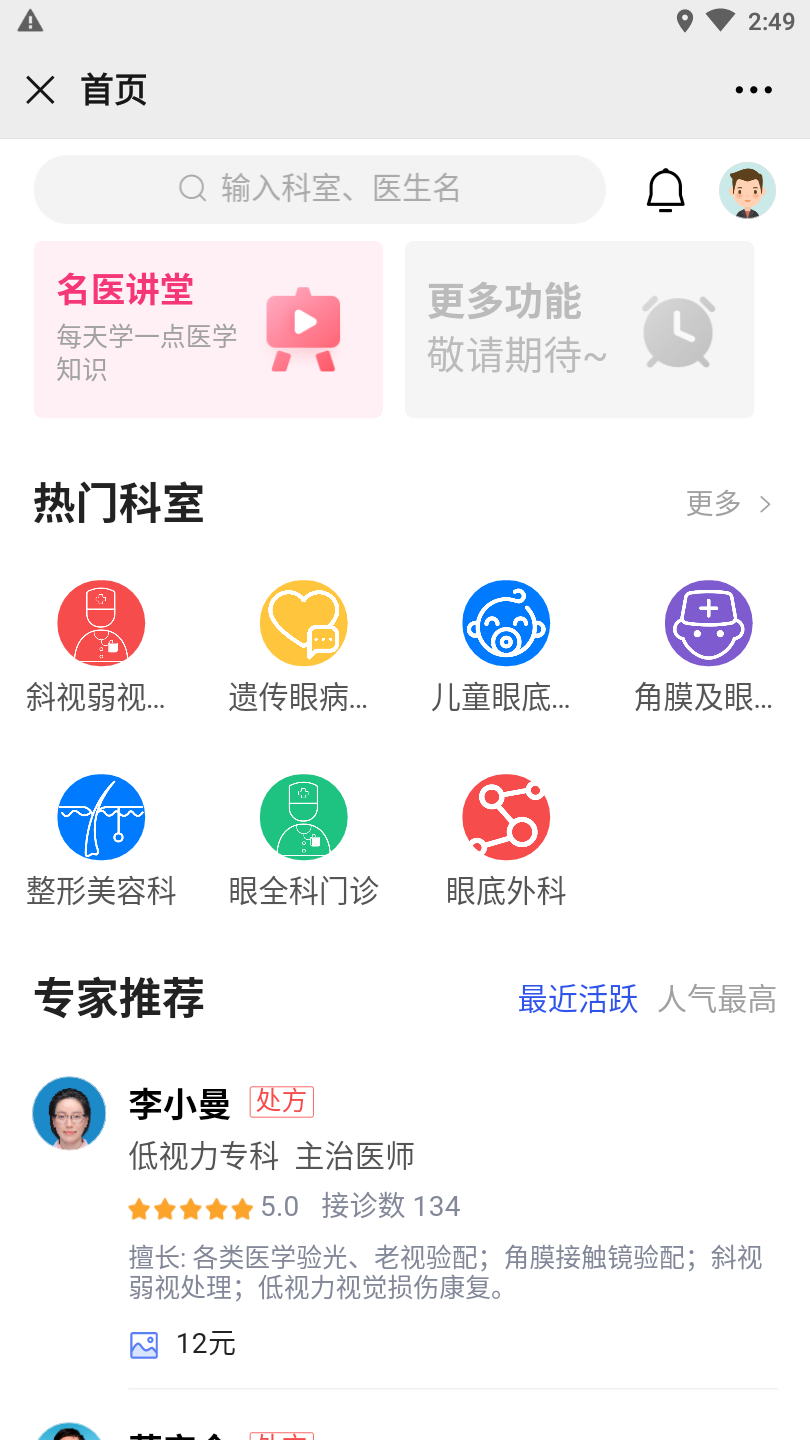 2:49
首页
输入科室、医生名
名医讲堂
每天学一点医学
知识
更多功能
敬请期待~
热门科室
更多
斜视弱视...
遗传眼病...
儿童眼底...
角膜及眼...
整形美容科
眼全科门诊
眼底外科
专家推荐
最近活跃 人气最高
李小曼 处方
低视力专科 主治医师
5.0 接诊数 134
擅长: 各类医学验光、老视验配；角膜接触镜验配；斜视
弱视处理；低视力视觉损伤康复。
12元